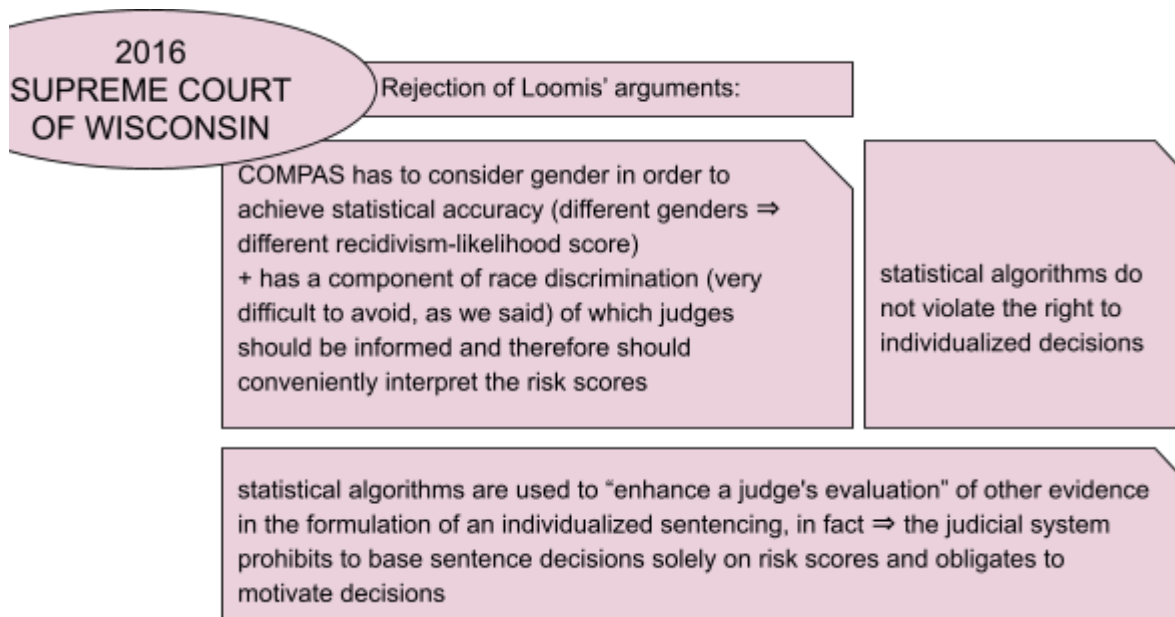 2016
SUPREME COURT
OF WISCONSIN
Rejection of Loomis’ arguments:
COMPAS has to consider gender in order to
achieve statistical accuracy (different genders ⇒
different recidivism-likelihood score)
+ has a component of race discrimination (very
difficult to avoid, as we said) of which judges
should be informed and therefore should
conveniently interpret the risk scores
statistical algorithms do
not violate the right to
individualized decisions
statistical algorithms are used to “enhance a judge's evaluation” of other evidence
in the formulation of an individualized sentencing, in fact ⇒ the judicial system
prohibits to base sentence decisions solely on risk scores and obligates to
motivate decisions